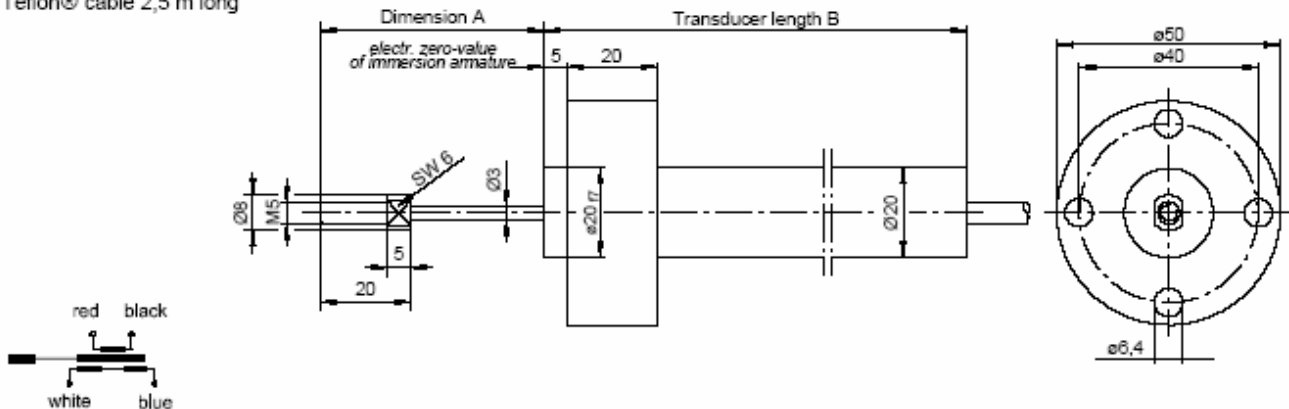 Teflon® cable 2,5 m long
Dimension A
Transducer length B
electr. zero-value
of immersion armature
5
20
ø50
ø40
SW 6
Ø3
Ø8
M5
ø20 f7
Ø20
5
20
ø6,4
red black
white blue